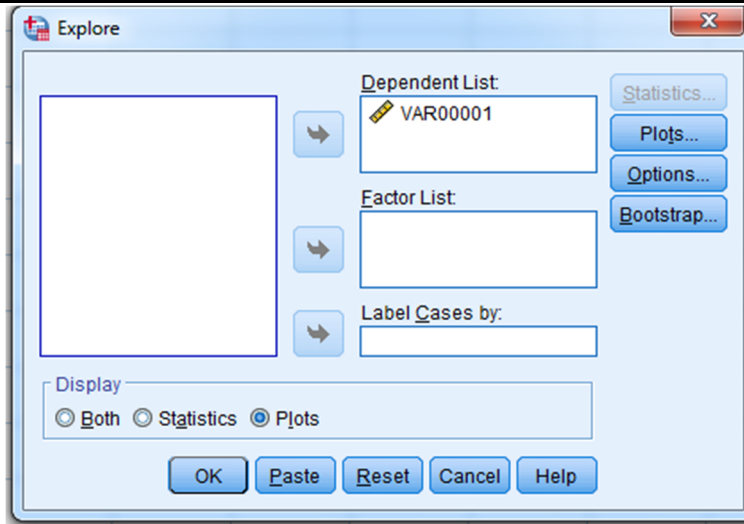 Explore
Dependent List:
VAR00001
Statistics...
Plots...
Options...
Bootstrap...
Factor List:
Label Cases by:
Display
Both Statistics Plots
OK Paste Reset Cancel Help